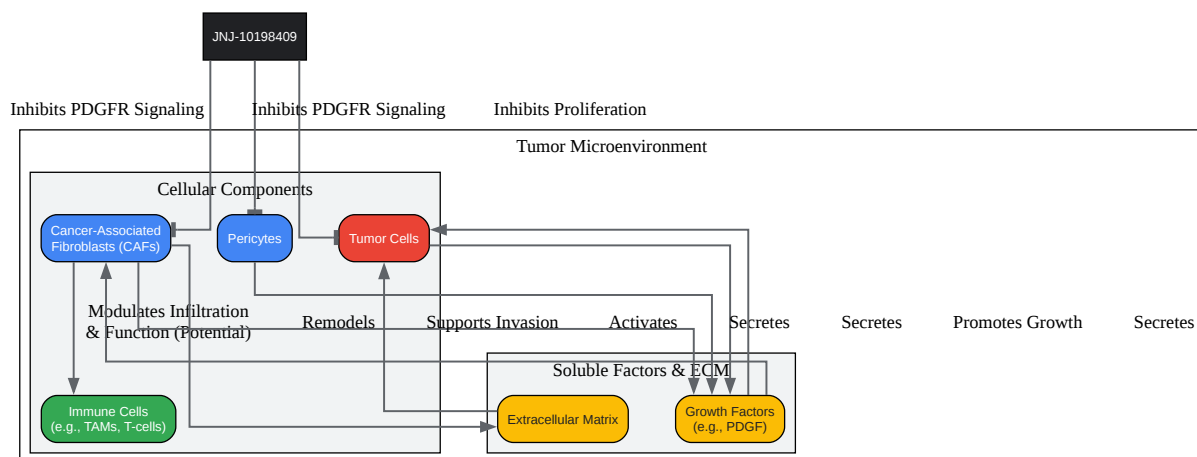 JNJ-10198409
Inhibits PDGFR Signaling
Inhibits PDGFR Signaling
Inhibits Proliferation
Tumor Microenvironment
Cellular Components
Cancer-Associated
Fibroblasts (CAFs)
Pericytes
Tumor Cells
Modulates Infiltration
& Function (Potential)
Remodels
Supports Invasion
Activates
Secretes
Secretes
Promotes Growth
Secretes
Soluble Factors & ECM
Immune Cells
(e.g., TAMs, T-cells)
Extracellular Matrix
Growth Factors
(e.g., PDGF)